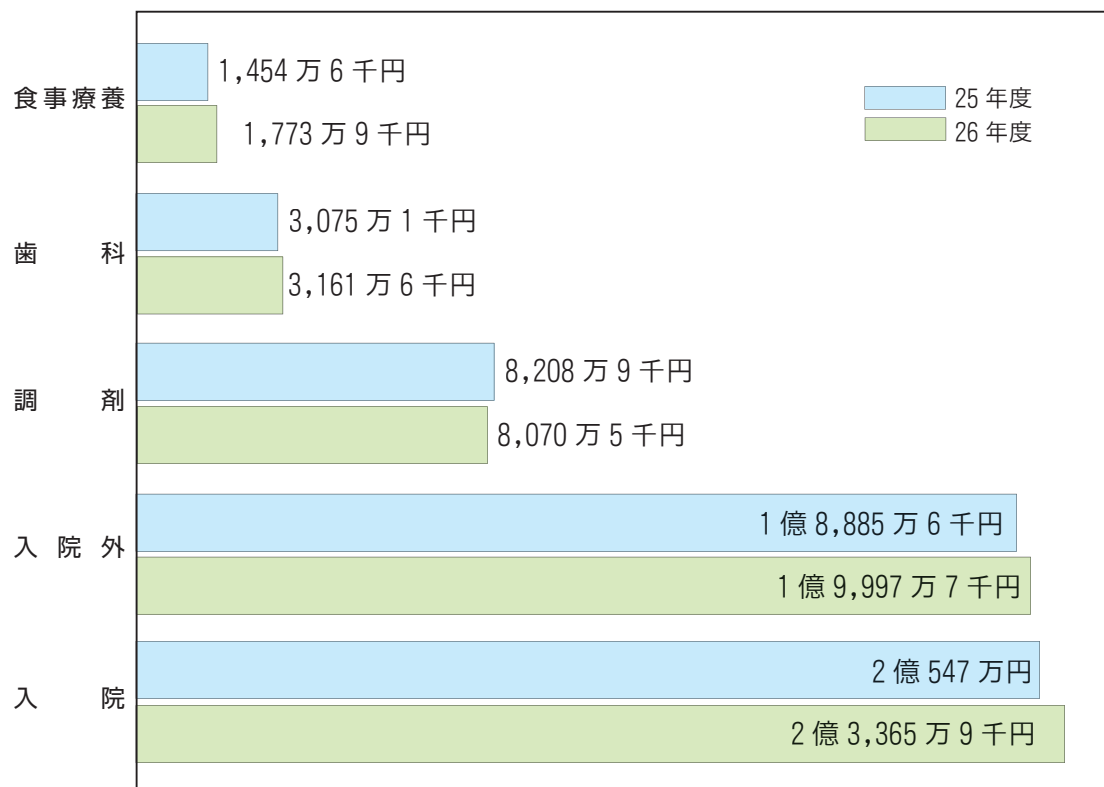 食事療養
1,454 万 6 千円
1,773 万 9 千円
25 年度
26 年度
歯科
3,075 万 1 千円
3,161 万 6 千円
調剤
8,208 万 9 千円
8,070 万 5 千円
入院外
1 億 8,885 万 6 千円
1 億 9,997 万 7 千円
入院
2 億 547 万円
2 億 3,365 万 9 千円